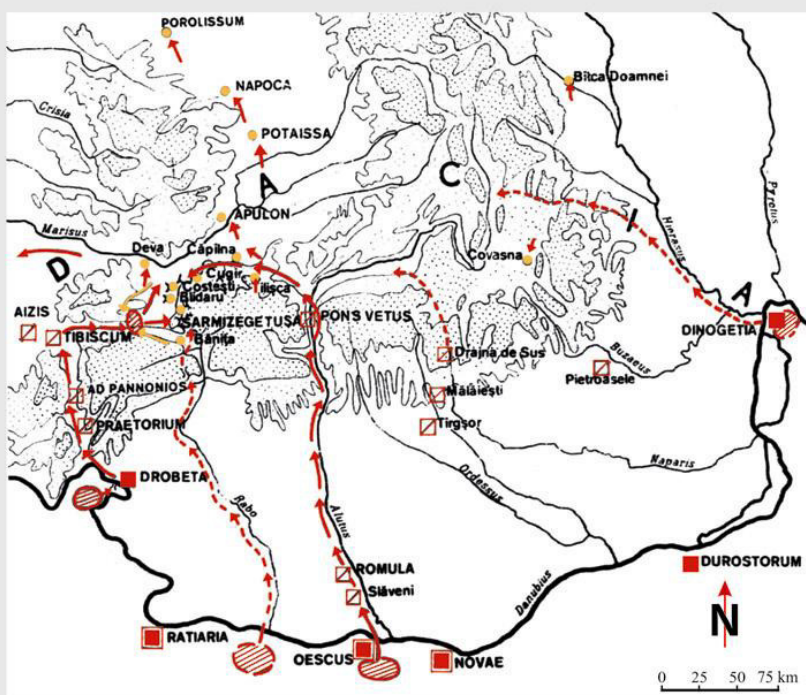 POROLISSUM
NAPOCA
Bîtca Doamnei
Crisia
POTAISSA
A
C
Pyrotus
APULON
Hierasus
I
Marisus
Deva
Căpîlna
Covasna
D
Cugir
Costești
Tilișca
Blidaru
A
AIZIS
SARMIZEGETUSA
PONS VETUS
DINOGETIA
TIBISCUM
Bănița
Drajna de Sus
Buzaeus
Pietroasele
AD PANNONIOS
Mălăiești
PRAETORIUM
Tîrgșor
Naparis
DROBETA
Ordessus
Rabo
Alutus
ROMULA
DUROSTORUM
Slăveni
Danubius
N
RATIARIA
OESCUS
NOVAE
0 25 50 75 km